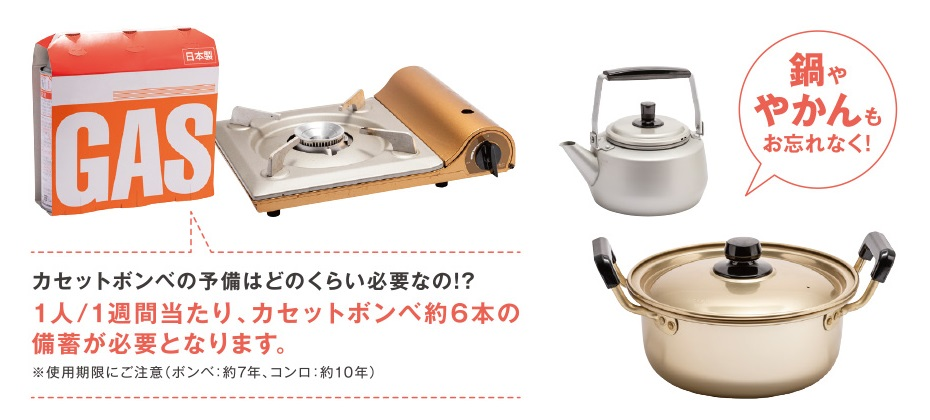 日本製
GAS
鍋や
やかんも
お忘れなく!
カセットボンベの予備はどのくらい必要なの!?
1人/1週間当たり、カセットボンベ約6本の
備蓄が必要となります。
※使用期限にご注意(ボンベ:約7年、コンロ:約10年)